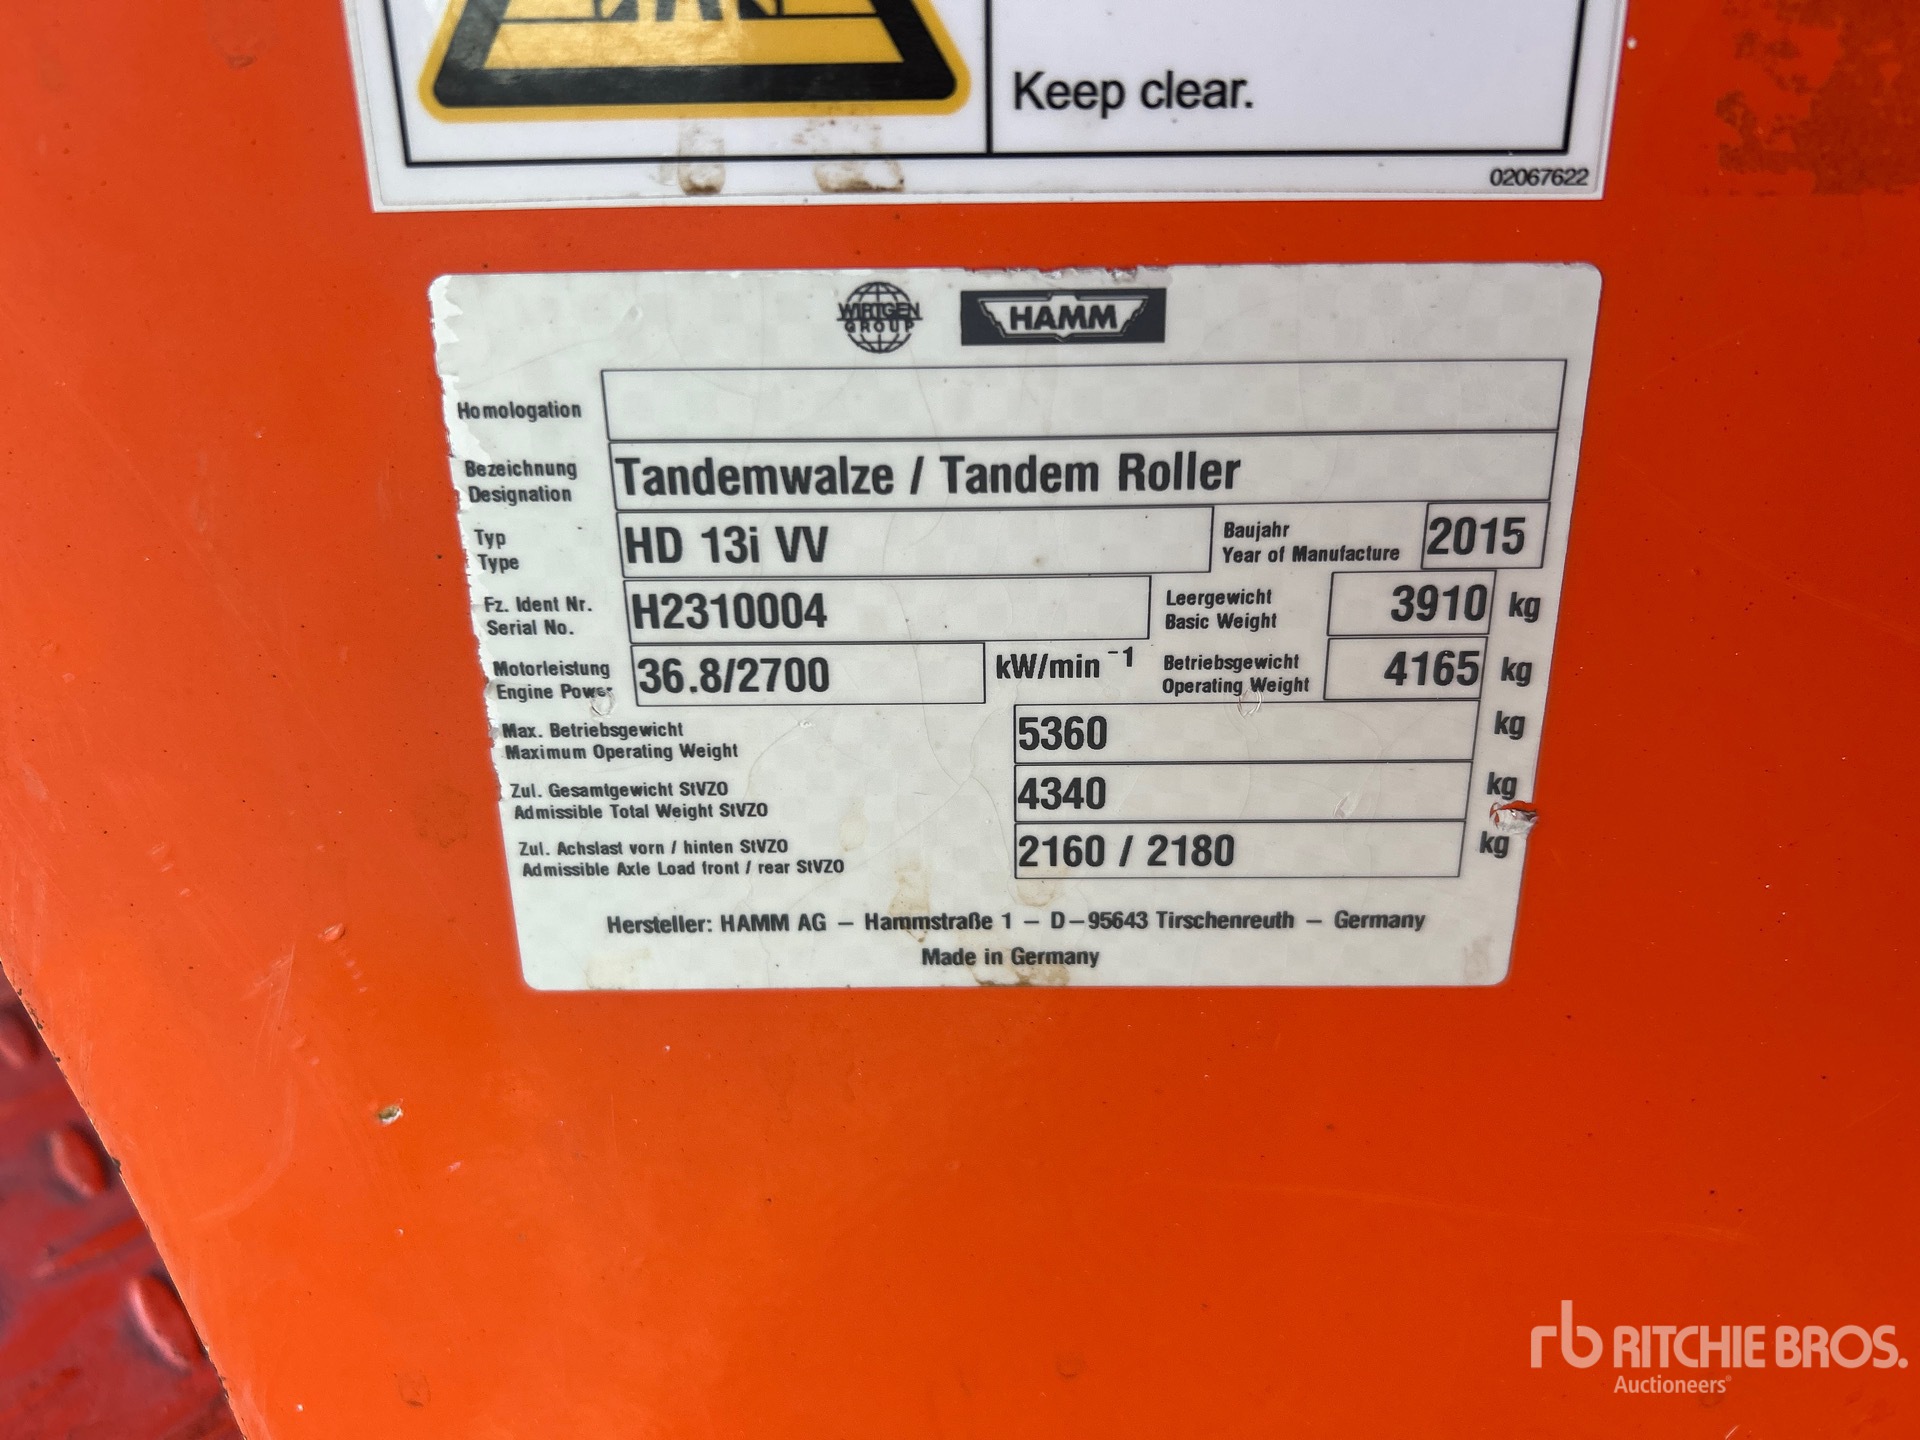 Keep clear.
02067622
WIRTGEN
GROUP
HAMM
Homologation
Bezeichnung
Designation
Tandemwalze / Tandem Roller
Typ
Type
HD 13i VV
Baujahr
Year of Manufacture
2015
Fz. Ident Nr.
Serial No.
H2310004
Leergewicht
Basic Weight
3910 kg
Motorleistung
Engine Power
36.8/2700
kW/min⁻¹
Betriebsgewicht
Operating Weight
4165 kg
Max. Betriebsgewicht
Maximum Operating Weight
5360 kg
Zul. Gesamtgewicht StVZO
Admissible Total Weight StVZO
4340 kg
Zul. Achslast vorn / hinten StVZO
Admissible Axle Load front / rear StVZO
2160 / 2180 kg
Hersteller: HAMM AG – Hammstraße 1 – D–95643 Tirschenreuth – Germany
Made in Germany
rb RITCHIE BROS.
Auctioneers®